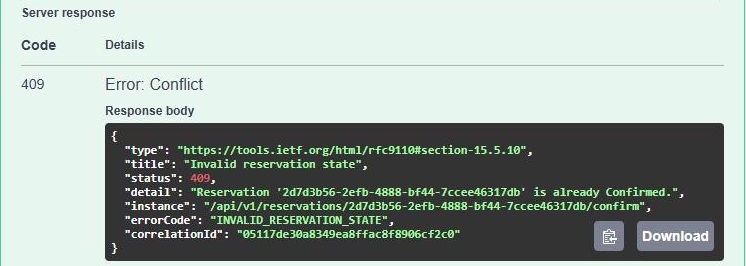 Server response
Code Details
409 Error: Conflict
Response body
{
  "type": "https://tools.ietf.org/html/rfc9110#section-15.5.10",
  "title": "Invalid reservation state",
  "status": 409,
  "detail": "Reservation '2d7d3b56-2efb-4888-bf44-7ccee46317db' is already Confirmed.",
  "instance": "/api/v1/reservations/2d7d3b56-2efb-4888-bf44-7ccee46317db/confirm",
  "errorCode": "INVALID_RESERVATION_STATE",
  "correlationId": "05117de30a8349ea8ffac8f8906cf2c0"
}
Download